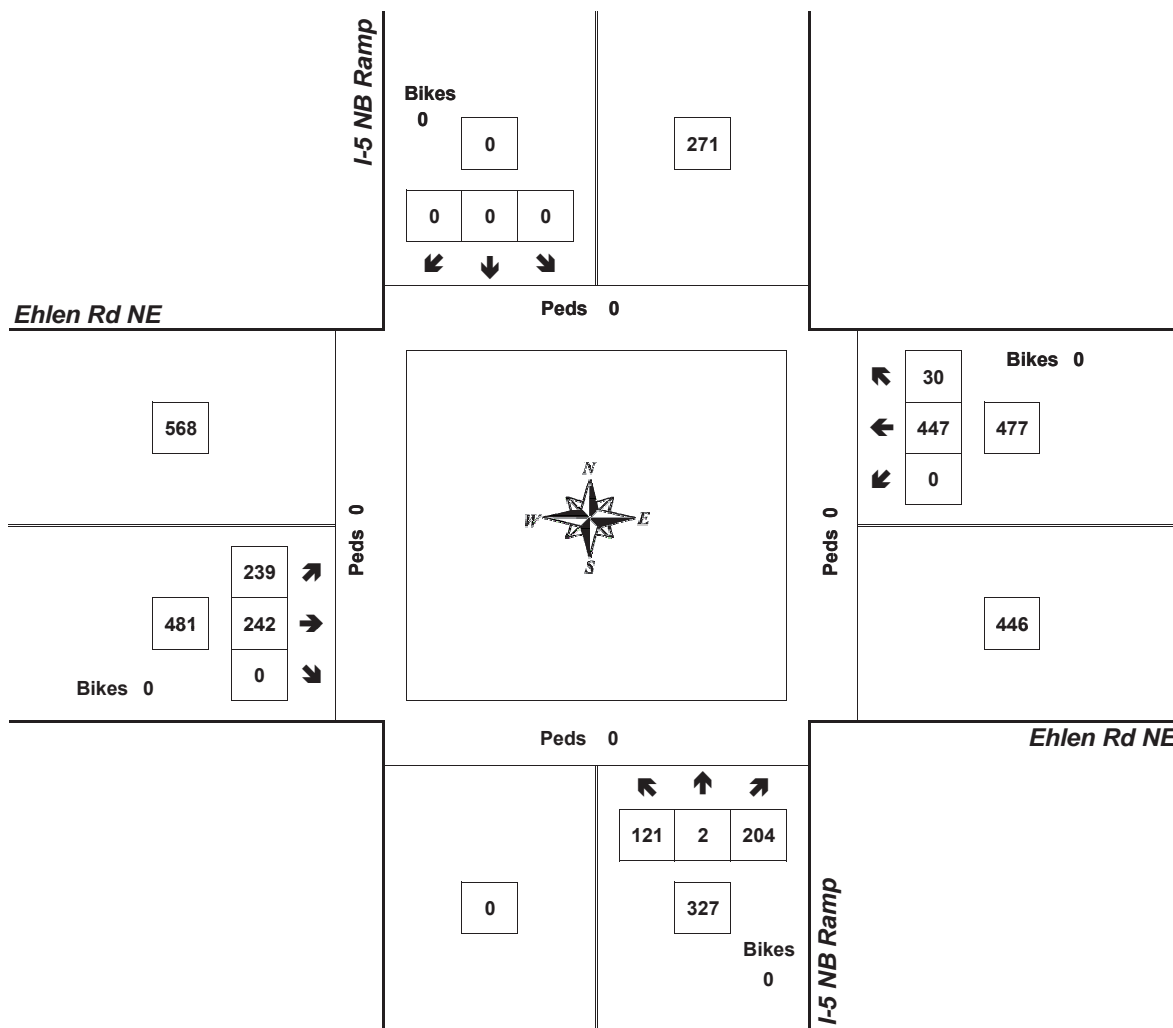 I-5 NB Ramp
Bikes
0
0
271
0 0 0
Peds 0
Ehlen Rd NE
568
30
447
0
477
Bikes 0
N
W E
S
Peds 0
Peds 0
239
242
0
481
Bikes 0
446
Peds 0
Ehlen Rd NE
121 2 204
0
327
Bikes
0
I-5 NB Ramp